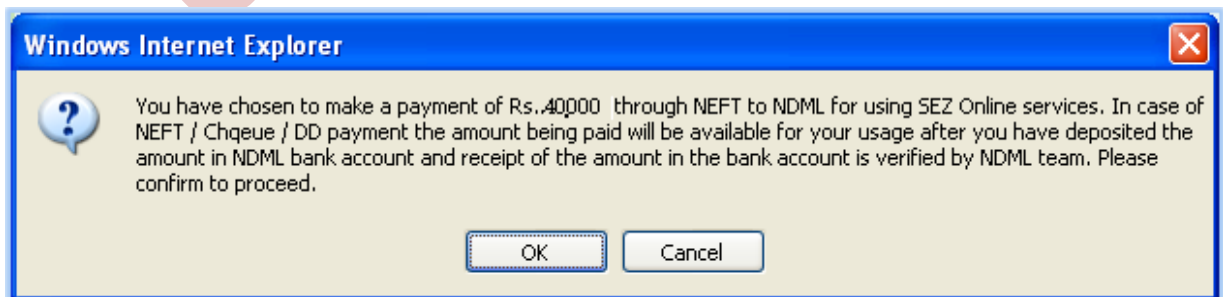 Windows Internet Explorer
You have chosen to make a payment of Rs..40,000 through NEFT to NDML for using SEZ Online services. In case of
NEFT / Chqeue / DD payment the amount being paid will be available for your usage after you have deposited the
amount in NDML bank account and receipt of the amount in the bank account is verified by NDML team. Please
confirm to proceed.
OK Cancel